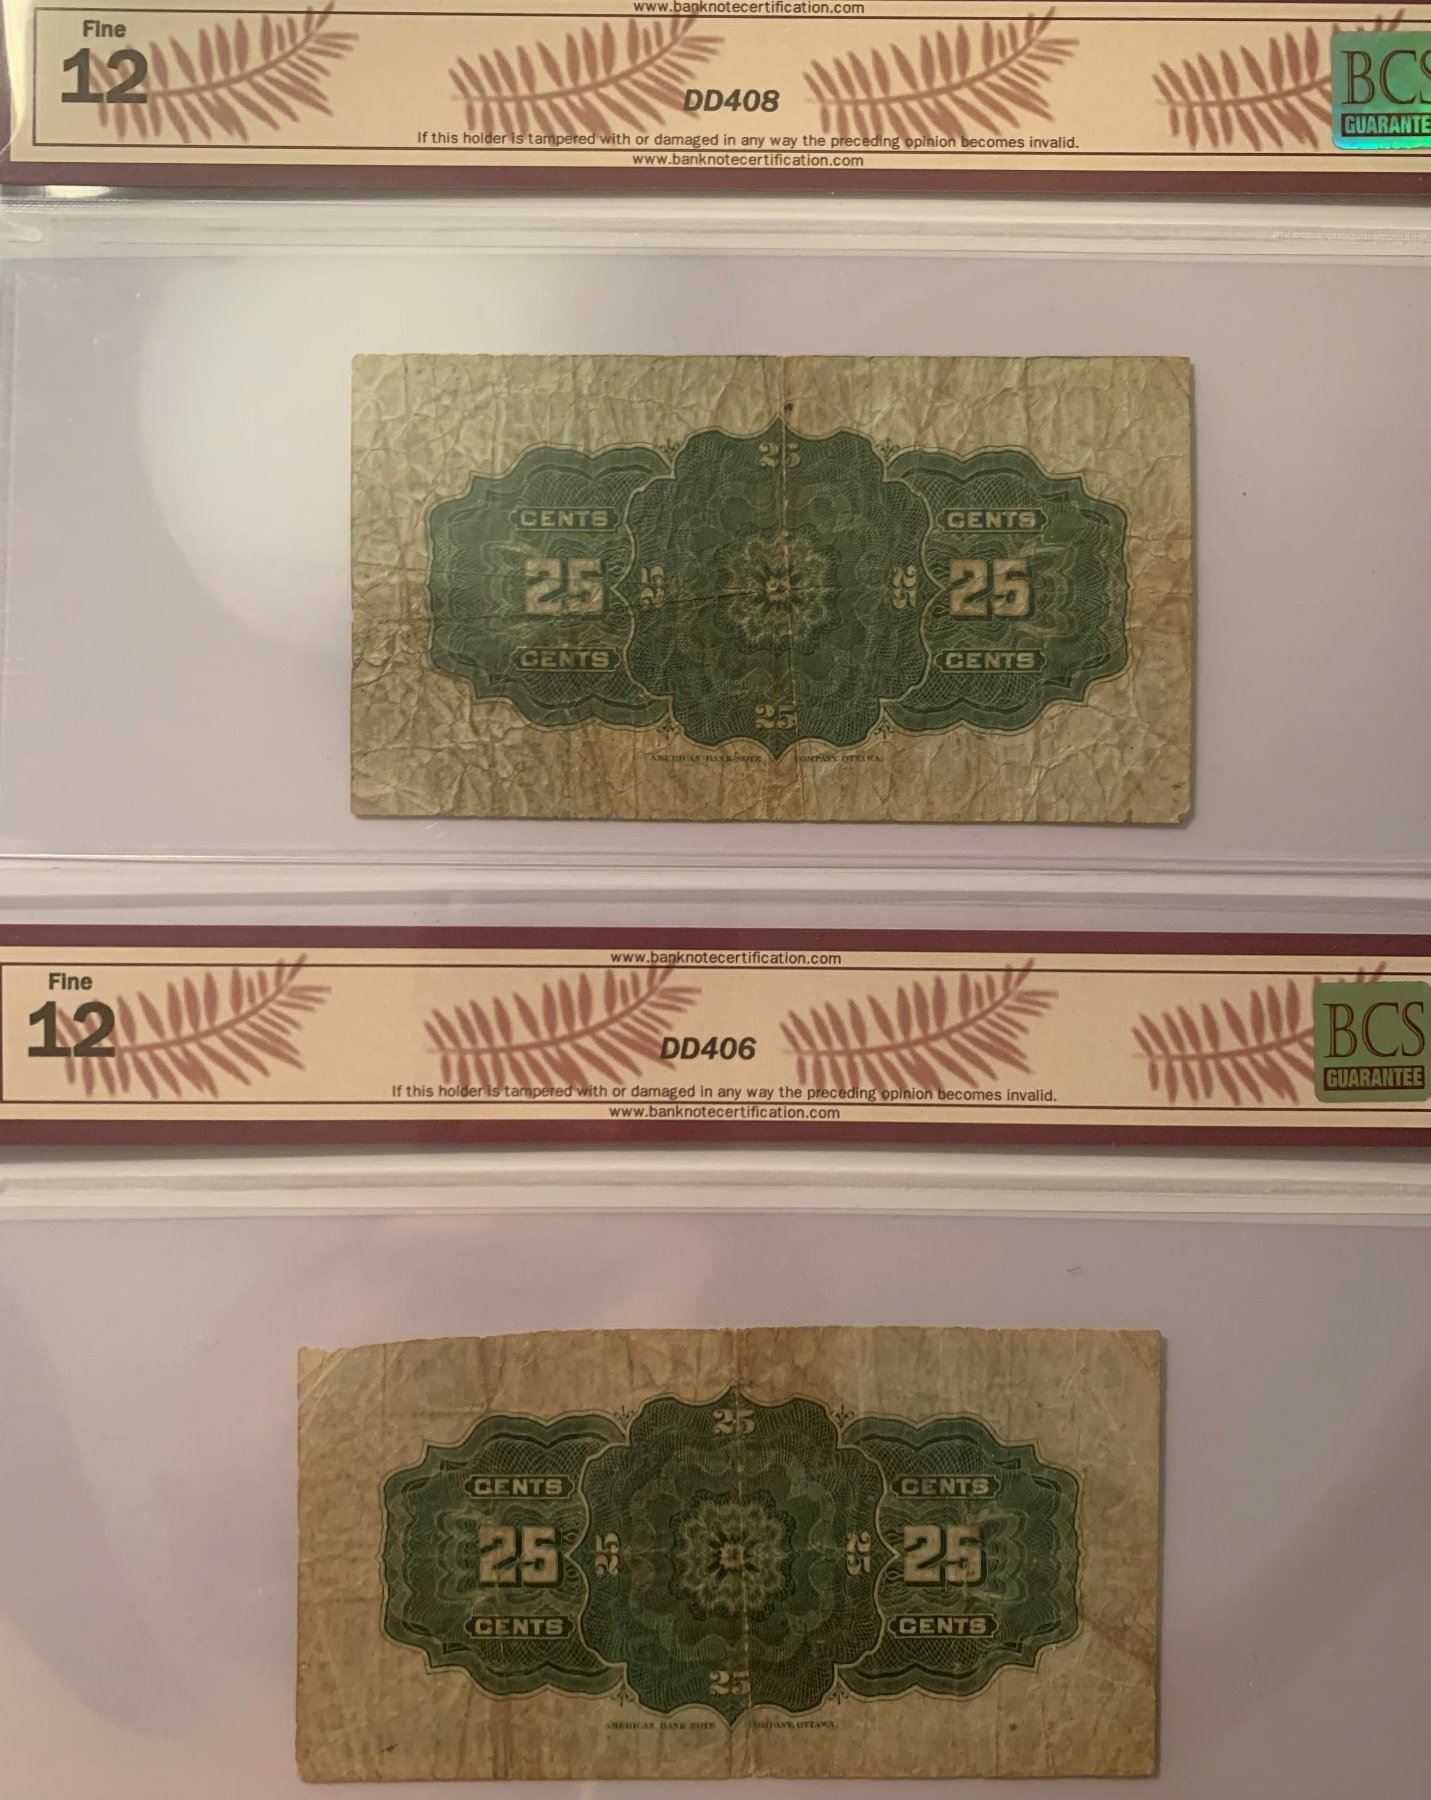 www.banknotecertification.com
Fine
12
DD408
BCS
GUARANTE
If this holder is tampered with or damaged in any way the preceding opinion becomes invalid.
www.banknotecertification.com
25
CENTS CENTS
25 25 25 25
CENTS CENTS
25
AMERICAN BANK NOTE COMPANY, OTTAWA.
www.banknotecertification.com
Fine
12
DD406
BCS
GUARANTEE
If this holder is tampered with or damaged in any way the preceding opinion becomes invalid.
www.banknotecertification.com
25
CENTS CENTS
25 25 25 25
CENTS CENTS
25
AMERICAN BANK NOTE COMPANY, OTTAWA.